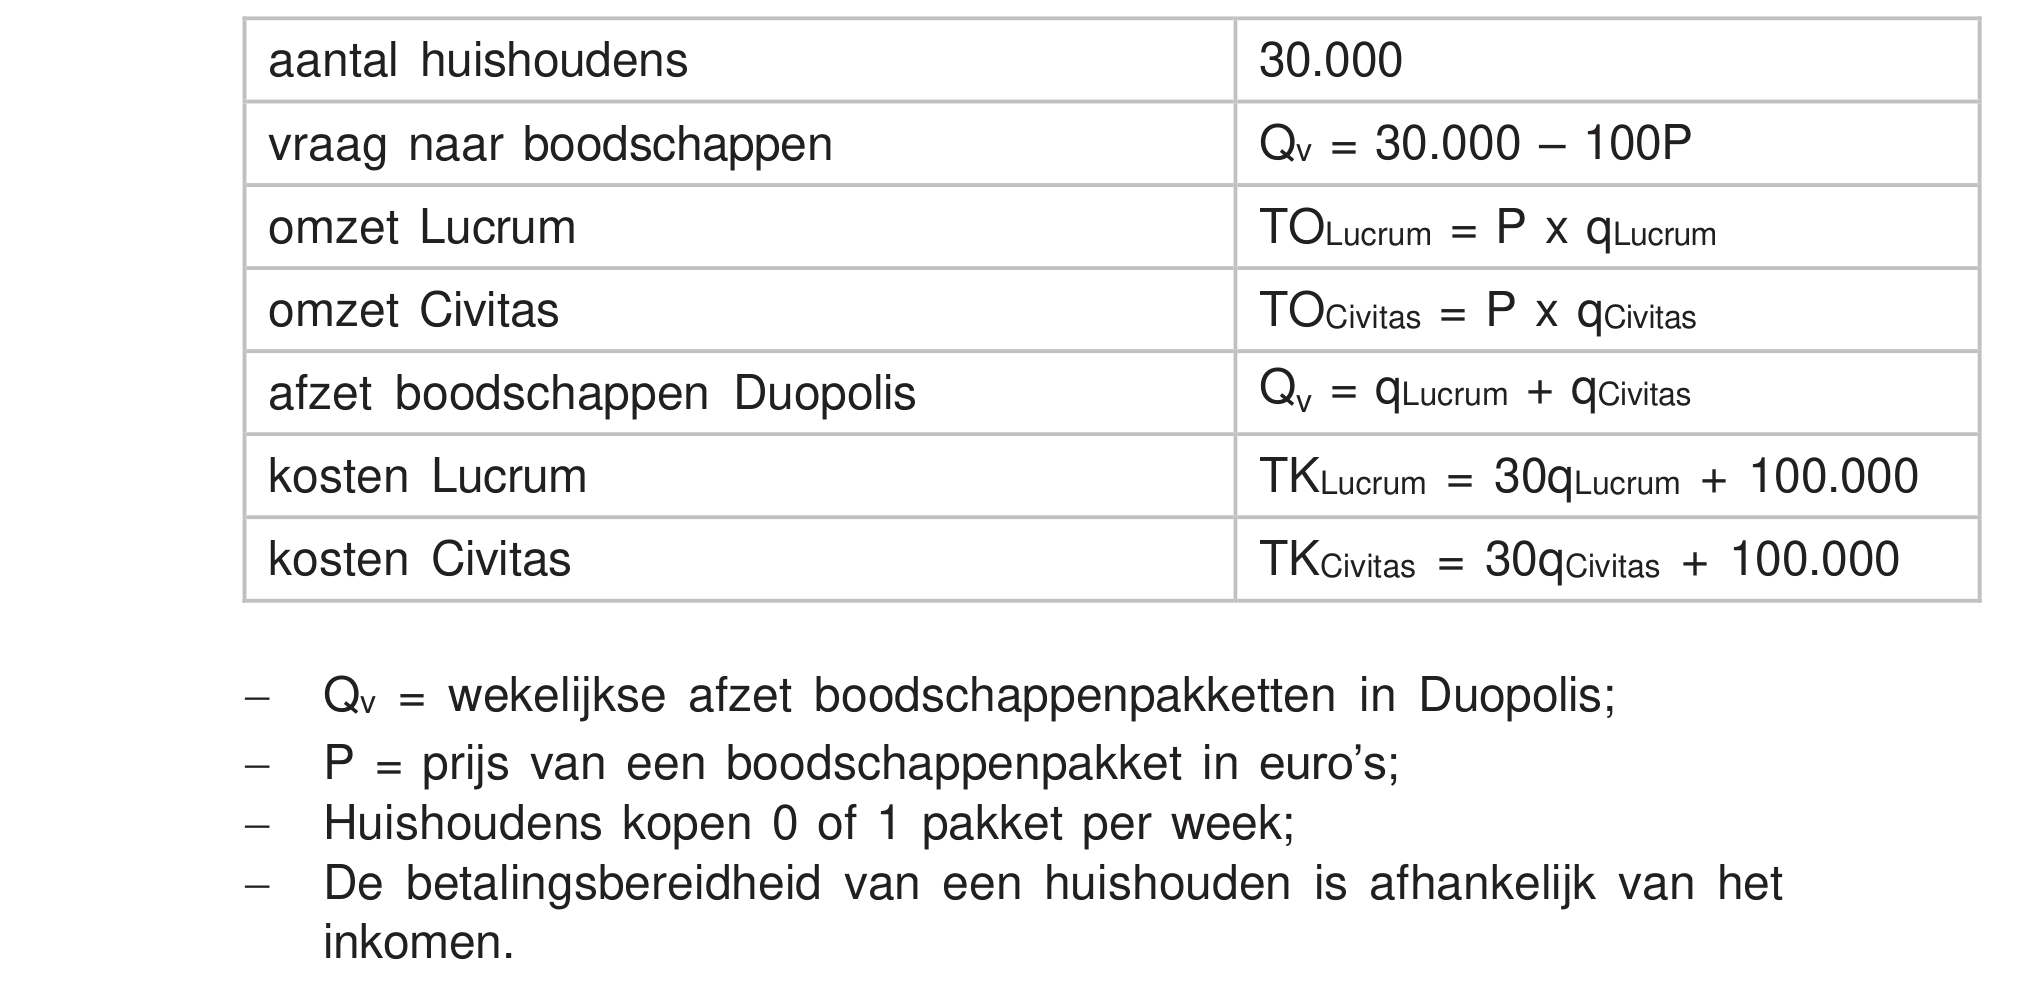 aantal huishoudens 30.000
vraag naar boodschappen Qv = 30.000 – 100P
omzet Lucrum TOLucrum = P x qLucrum
omzet Civitas TOCivitas = P x qCivitas
afzet boodschappen Duopolis Qv = qLucrum + qCivitas
kosten Lucrum TKLucrum = 30qLucrum + 100.000
kosten Civitas TKCivitas = 30qCivitas + 100.000
– Qv = wekelijkse afzet boodschappenpakketten in Duopolis;
– P = prijs van een boodschappenpakket in euro’s;
– Huishoudens kopen 0 of 1 pakket per week;
– De betalingsbereidheid van een huishouden is afhankelijk van het
inkomen.